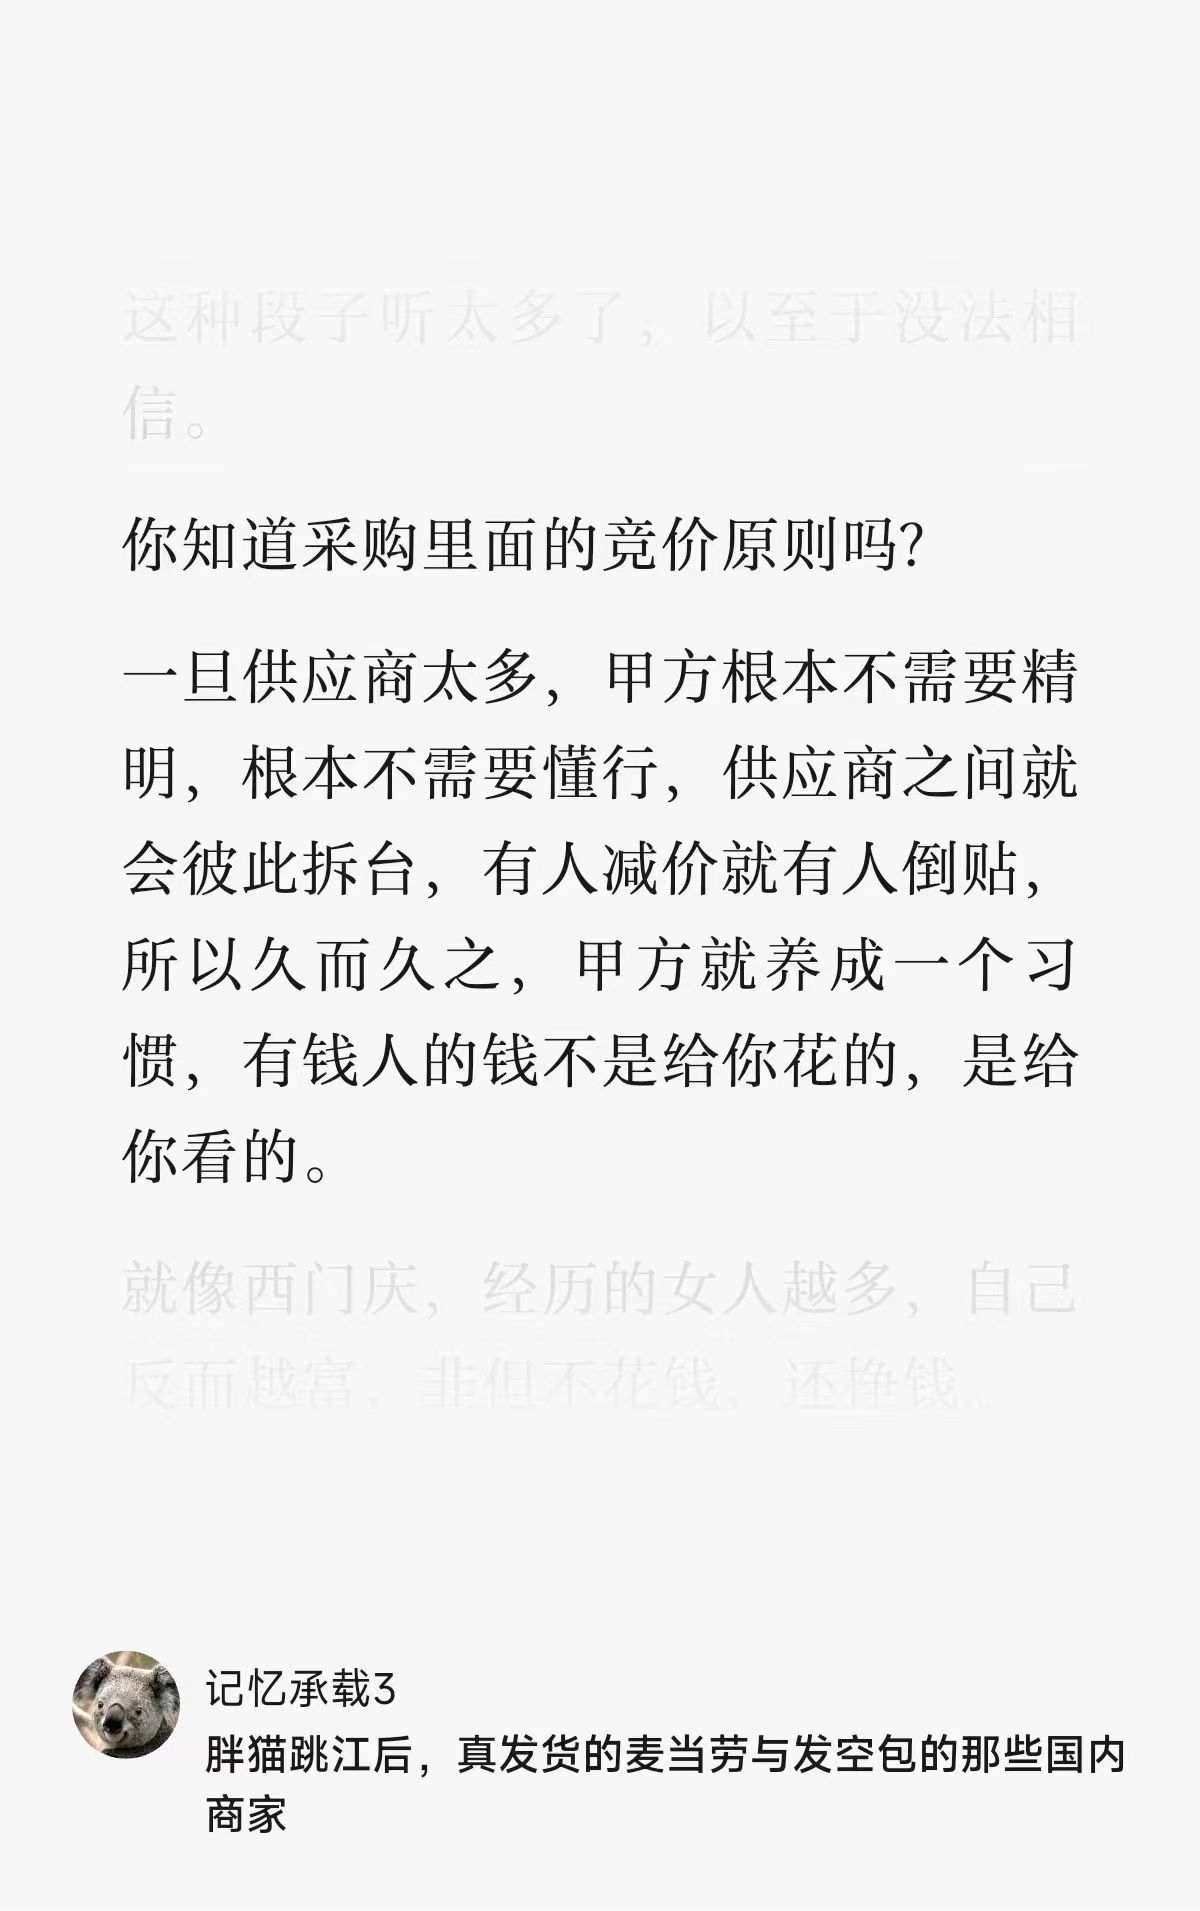 这种段子听太多了，以至于没法相
信。
你知道采购里面的竞价原则吗？
一旦供应商太多，甲方根本不需要精
明，根本不需要懂行，供应商之间就
会彼此拆台，有人减价就有人倒贴，
所以久而久之，甲方就养成一个习
惯，有钱人的钱不是给你花的，是给
你看的。
就像西门庆，经历的女人越多，自己
反而越富，非但不花钱，还挣钱。
记忆承载3
胖猫跳江后，真发货的麦当劳与发空包的那些国内
商家